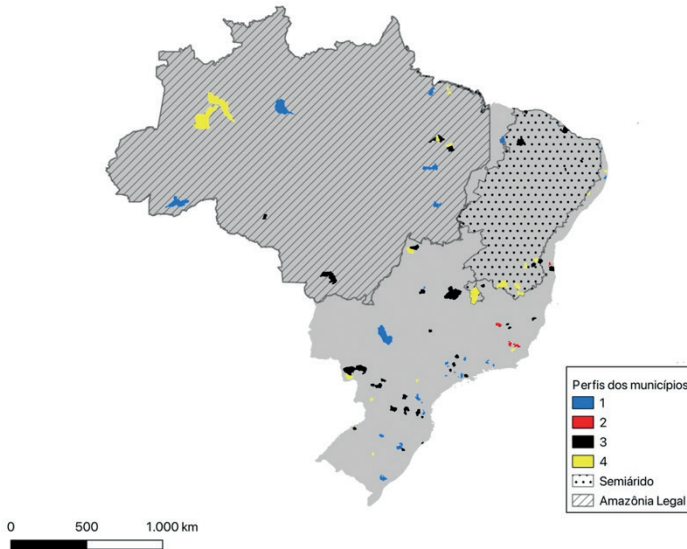 Perfis dos municípios
1
2
3
4
Semiárido
Amazônia Legal
0 500 1.000 km